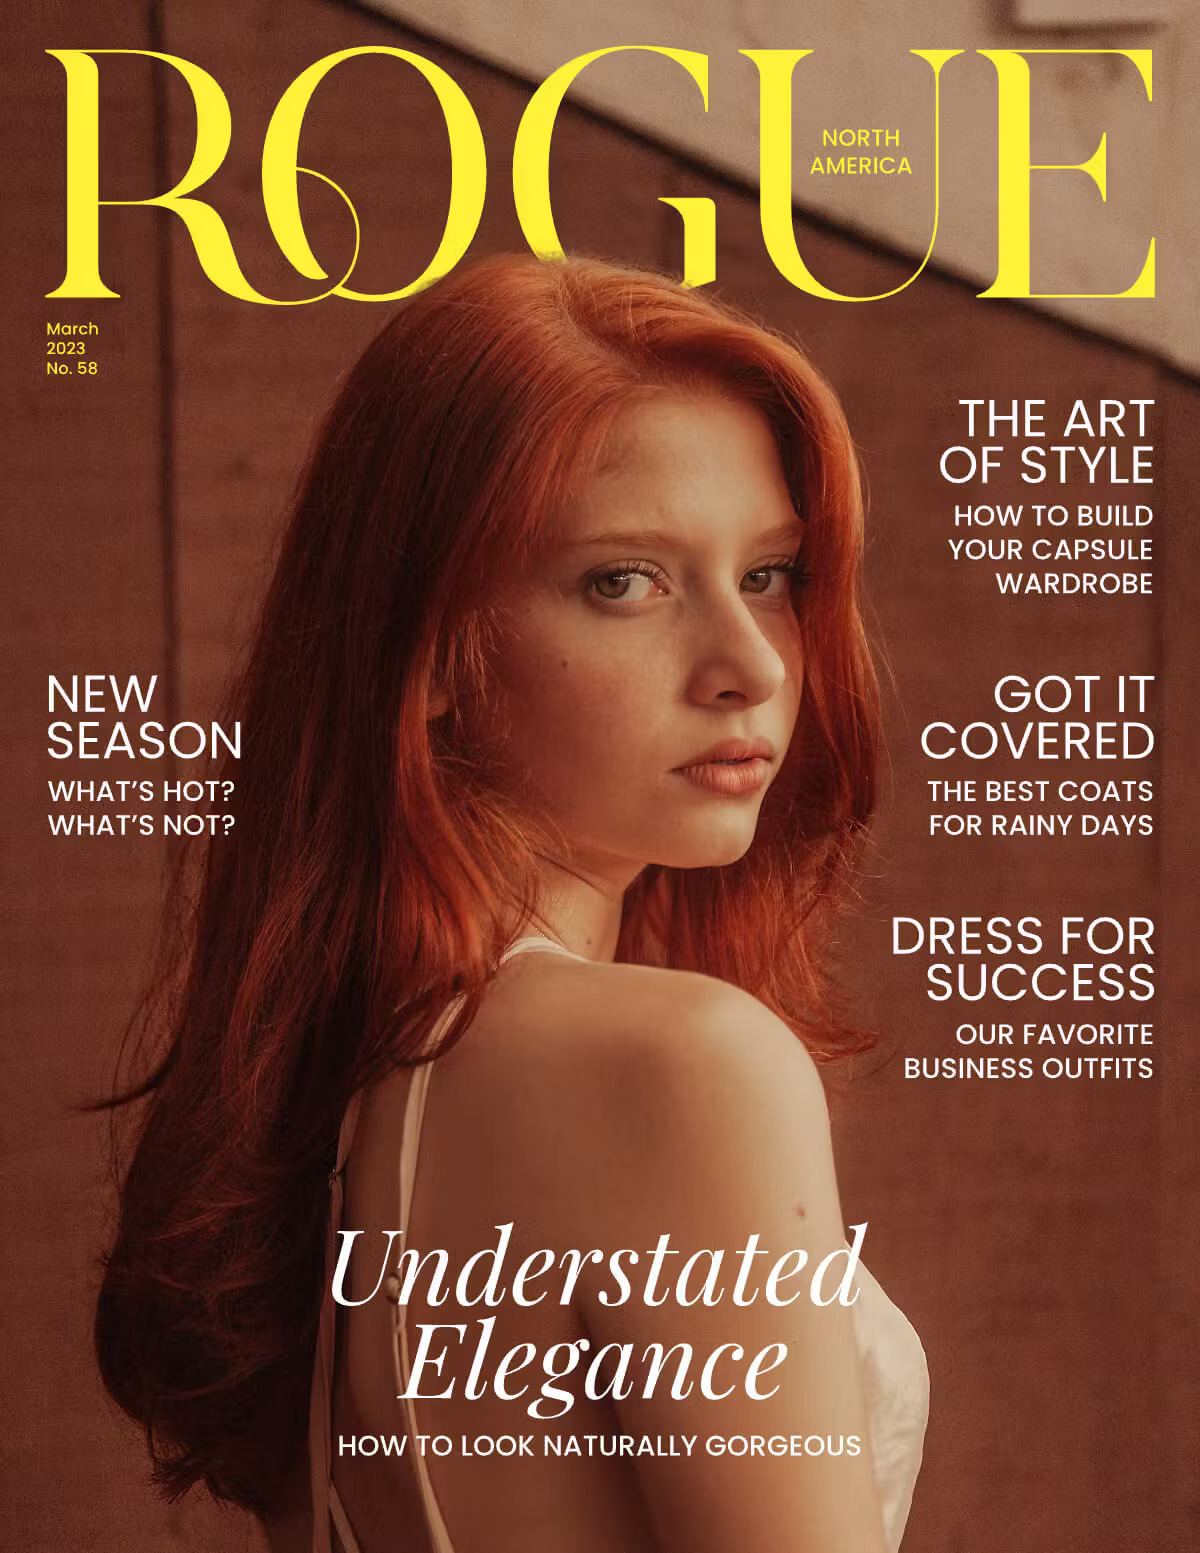 ROGUE
NORTH
AMERICA
March
2023
No. 58
THE ART
OF STYLE
HOW TO BUILD
YOUR CAPSULE
WARDROBE
NEW
SEASON
WHAT'S HOT?
WHAT'S NOT?
GOT IT
COVERED
THE BEST COATS
FOR RAINY DAYS
DRESS FOR
SUCCESS
OUR FAVORITE
BUSINESS OUTFITS
Understated
Elegance
HOW TO LOOK NATURALLY GORGEOUS